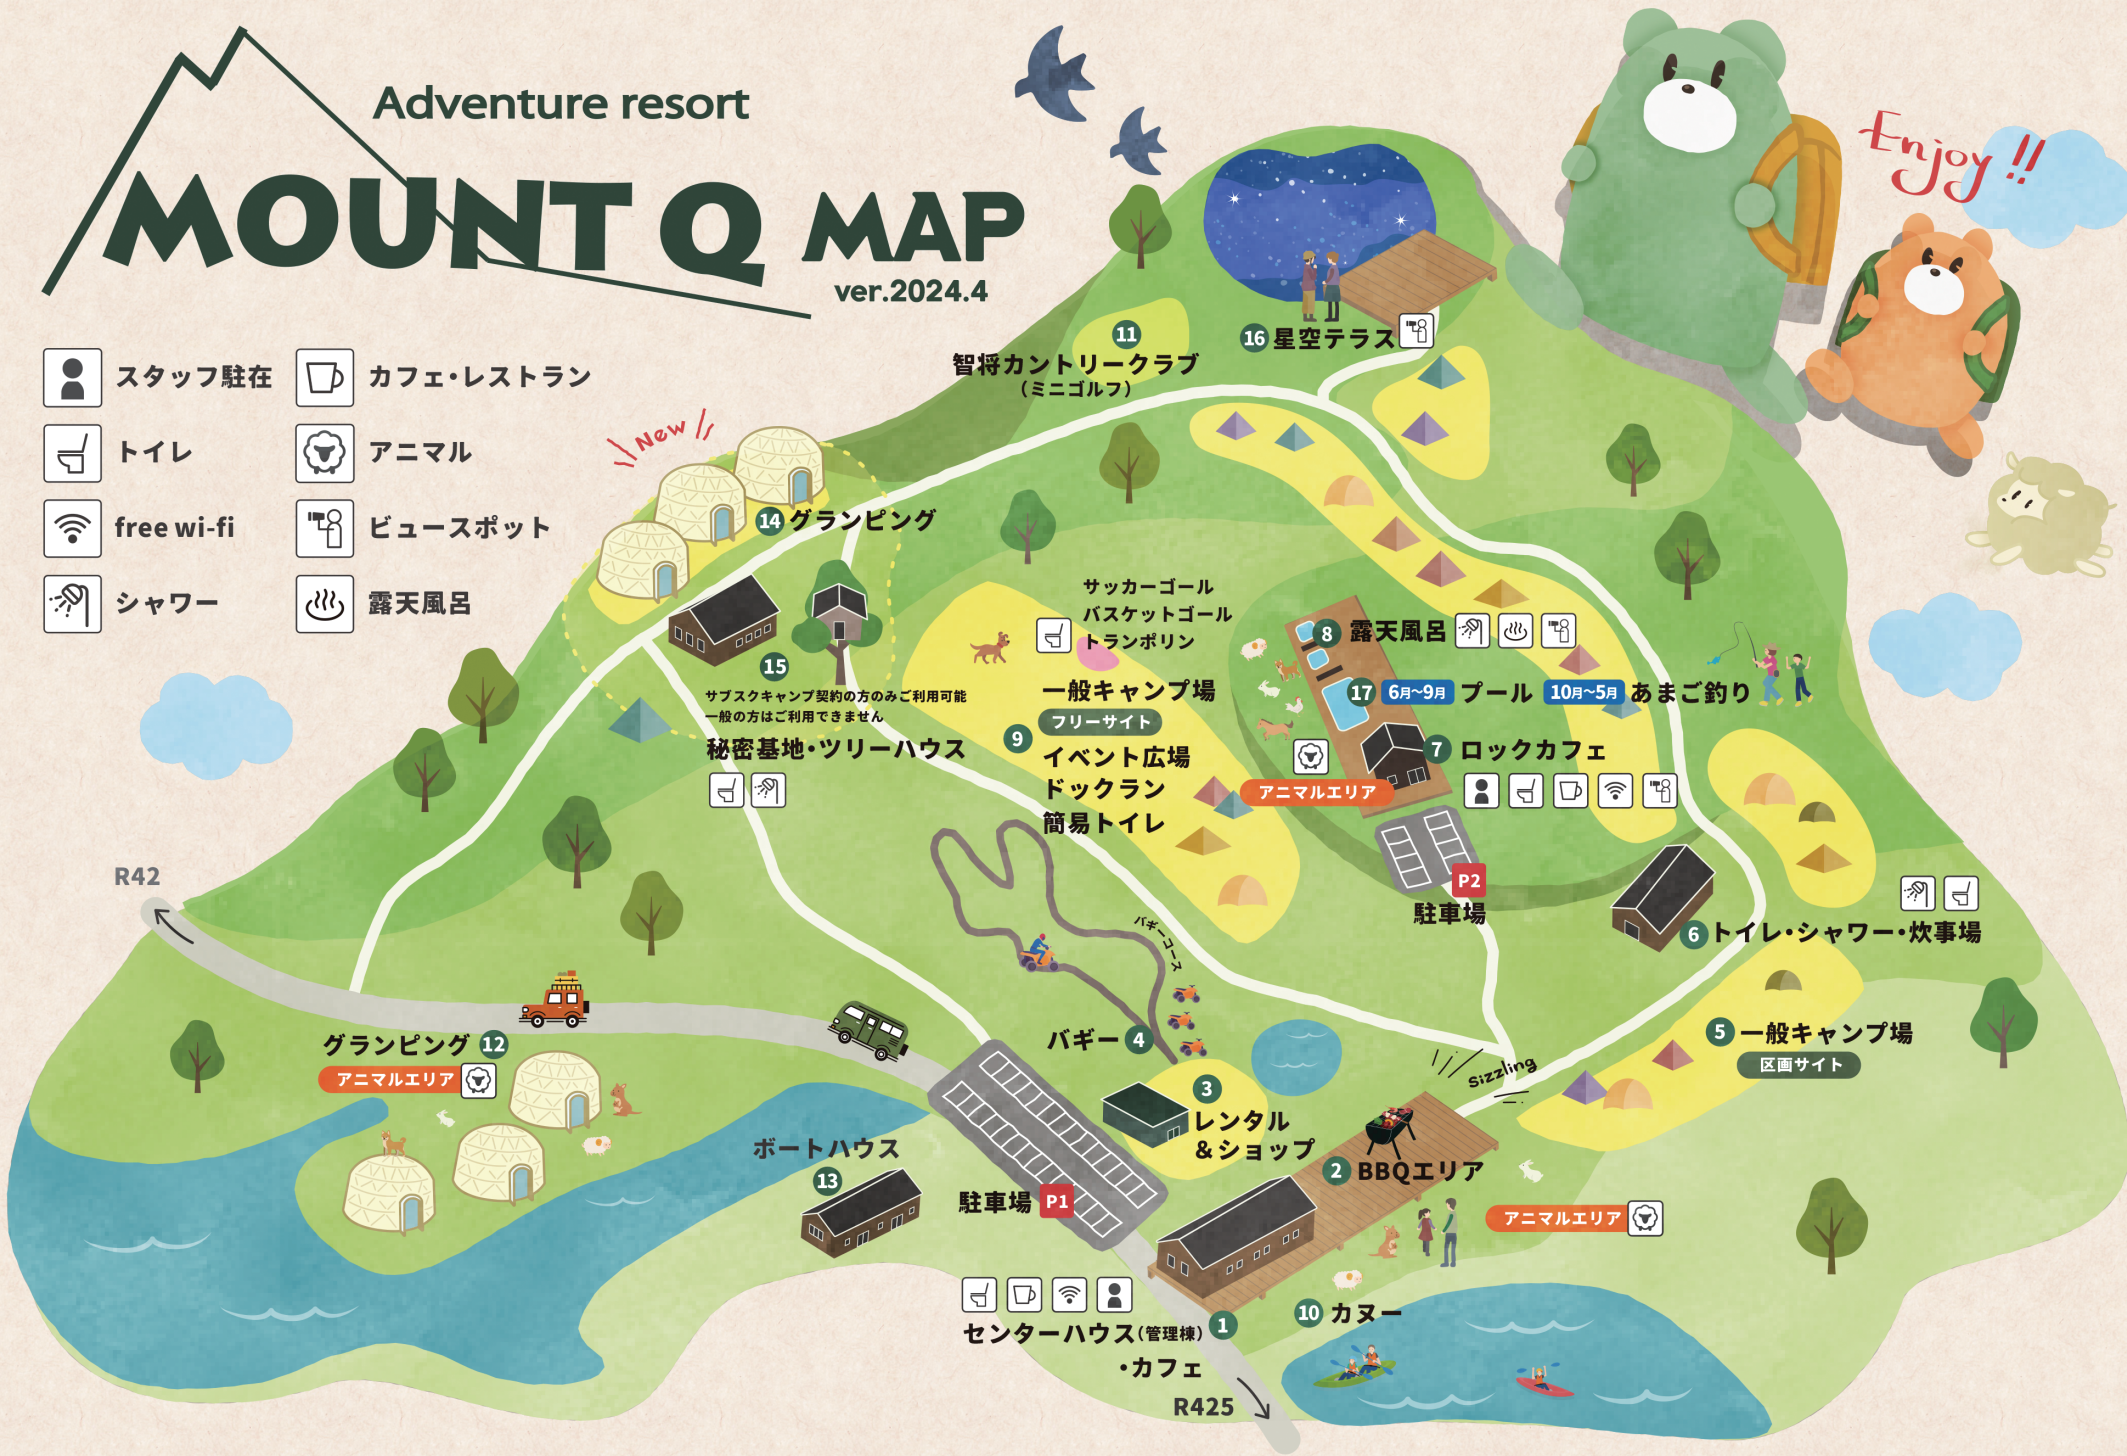 Adventure resort
MOUNT Q MAP
ver.2024.4
Enjoy!!
スタッフ駐在
カフェ・レストラン
トイレ
アニマル
free wi-fi
ビュースポット
シャワー
露天風呂
New
11
智将カントリークラブ
(ミニゴルフ)
16 星空テラス
14 グランピング
15
サブスクキャンプ契約の方のみご利用可能
一般の方はご利用できません
秘密基地・ツリーハウス
サッカーゴール
バスケットゴール
トランポリン
一般キャンプ場
フリーサイト
9
イベント広場
ドックラン
簡易トイレ
8 露天風呂
17 6月〜9月 プール 10月〜5月 あまご釣り
7 ロックカフェ
アニマルエリア
P2
駐車場
6 トイレ・シャワー・炊事場
5 一般キャンプ場
区画サイト
R42
バギーコース
バギー 4
グランピング 12
アニマルエリア
Sizzling
3
レンタル
&ショップ
2 BBQエリア
ボートハウス
13
駐車場 P1
アニマルエリア
10 カヌー
センターハウス(管理棟) 1
・カフェ
R425